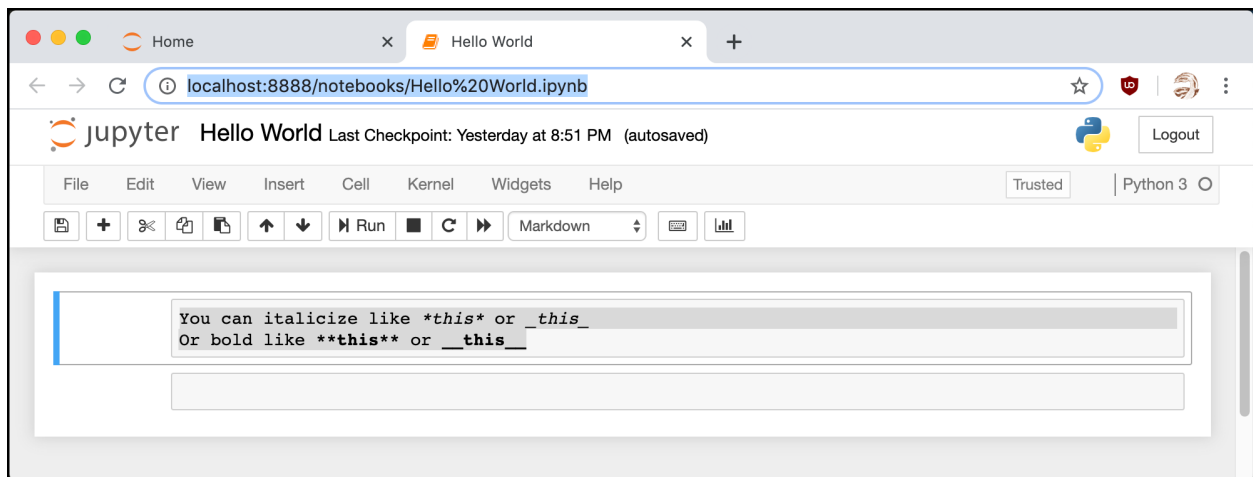 Home
Hello World
localhost:8888/notebooks/Hello%20World.ipynb
jupyter Hello World Last Checkpoint: Yesterday at 8:51 PM (autosaved)
Logout
File Edit View Insert Cell Kernel Widgets Help Trusted Python 3
Run Markdown
You can italicize like *this* or _this_
Or bold like **this** or __this__